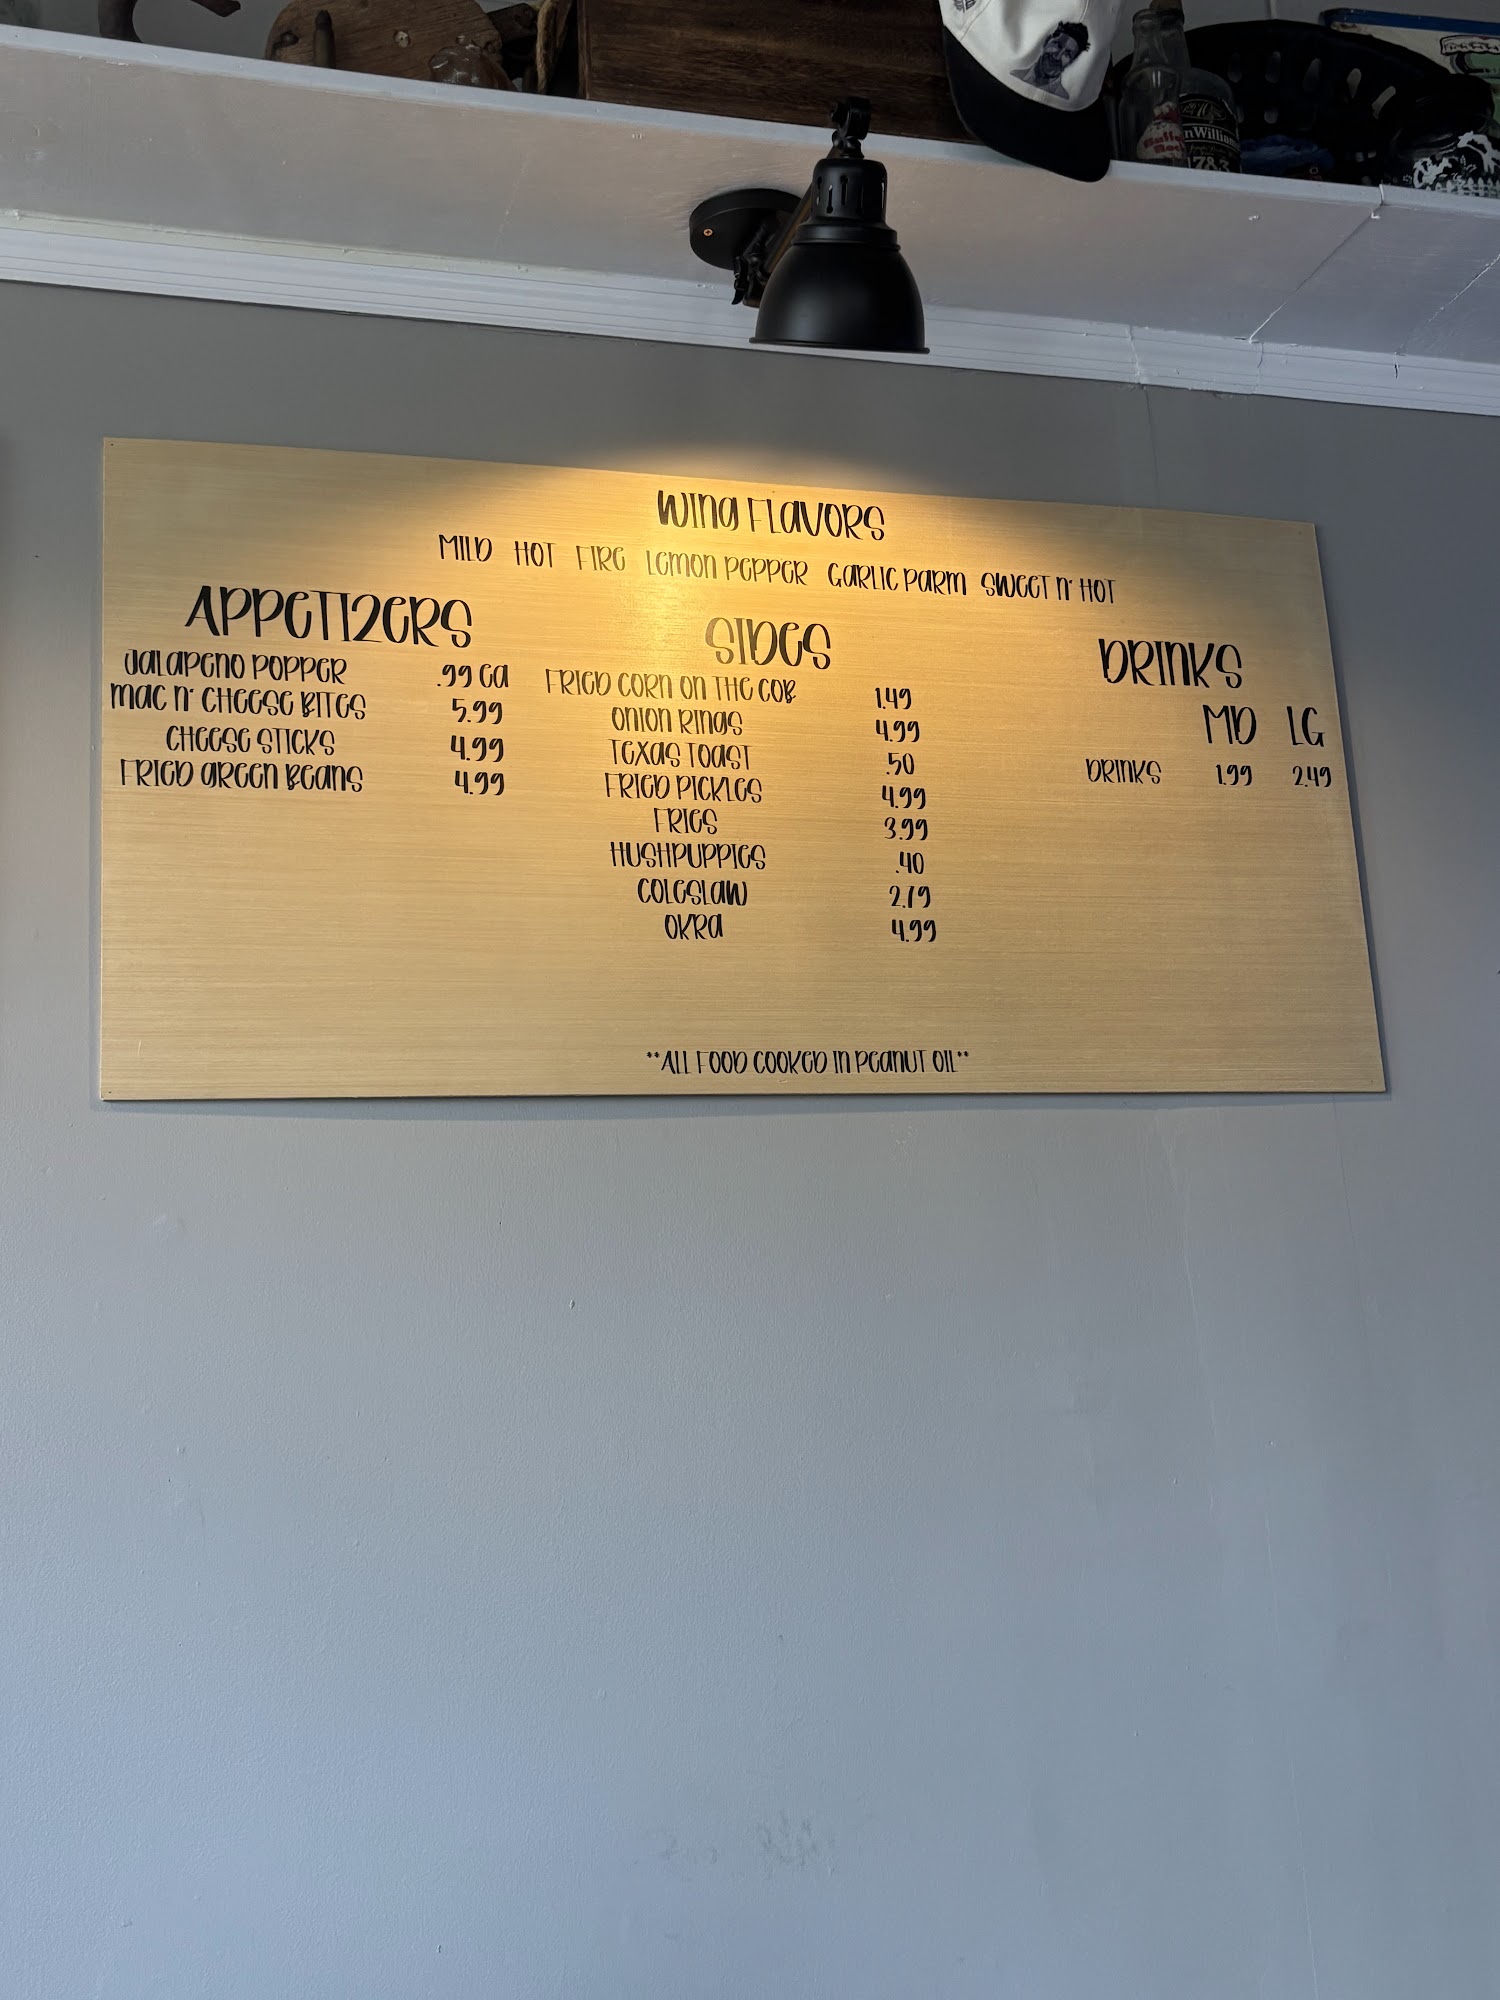 nWilliam
1783
WING FLAVORS
MILD HOT FIRE LEMON PEPPER GARLIC PARM SWEET N' HOT
APPETIZERS
JALAPENO POPPER .99 EA
MAC N' CHEESE BITES 5.99
CHEESE STICKS 4.99
FRIED GREEN BEANS 4.99
SIDES
FRIED CORN ON THE COB 1.49
ONION RINGS 4.99
TEXAS TOAST .50
FRIED PICKLES 4.99
FRIES 3.99
HUSHPUPPIES .40
COLESLAW 2.19
OKRA 4.99
DRINKS
MD LG
DRINKS 1.99 2.49
**ALL FOOD COOKED IN PEANUT OIL**